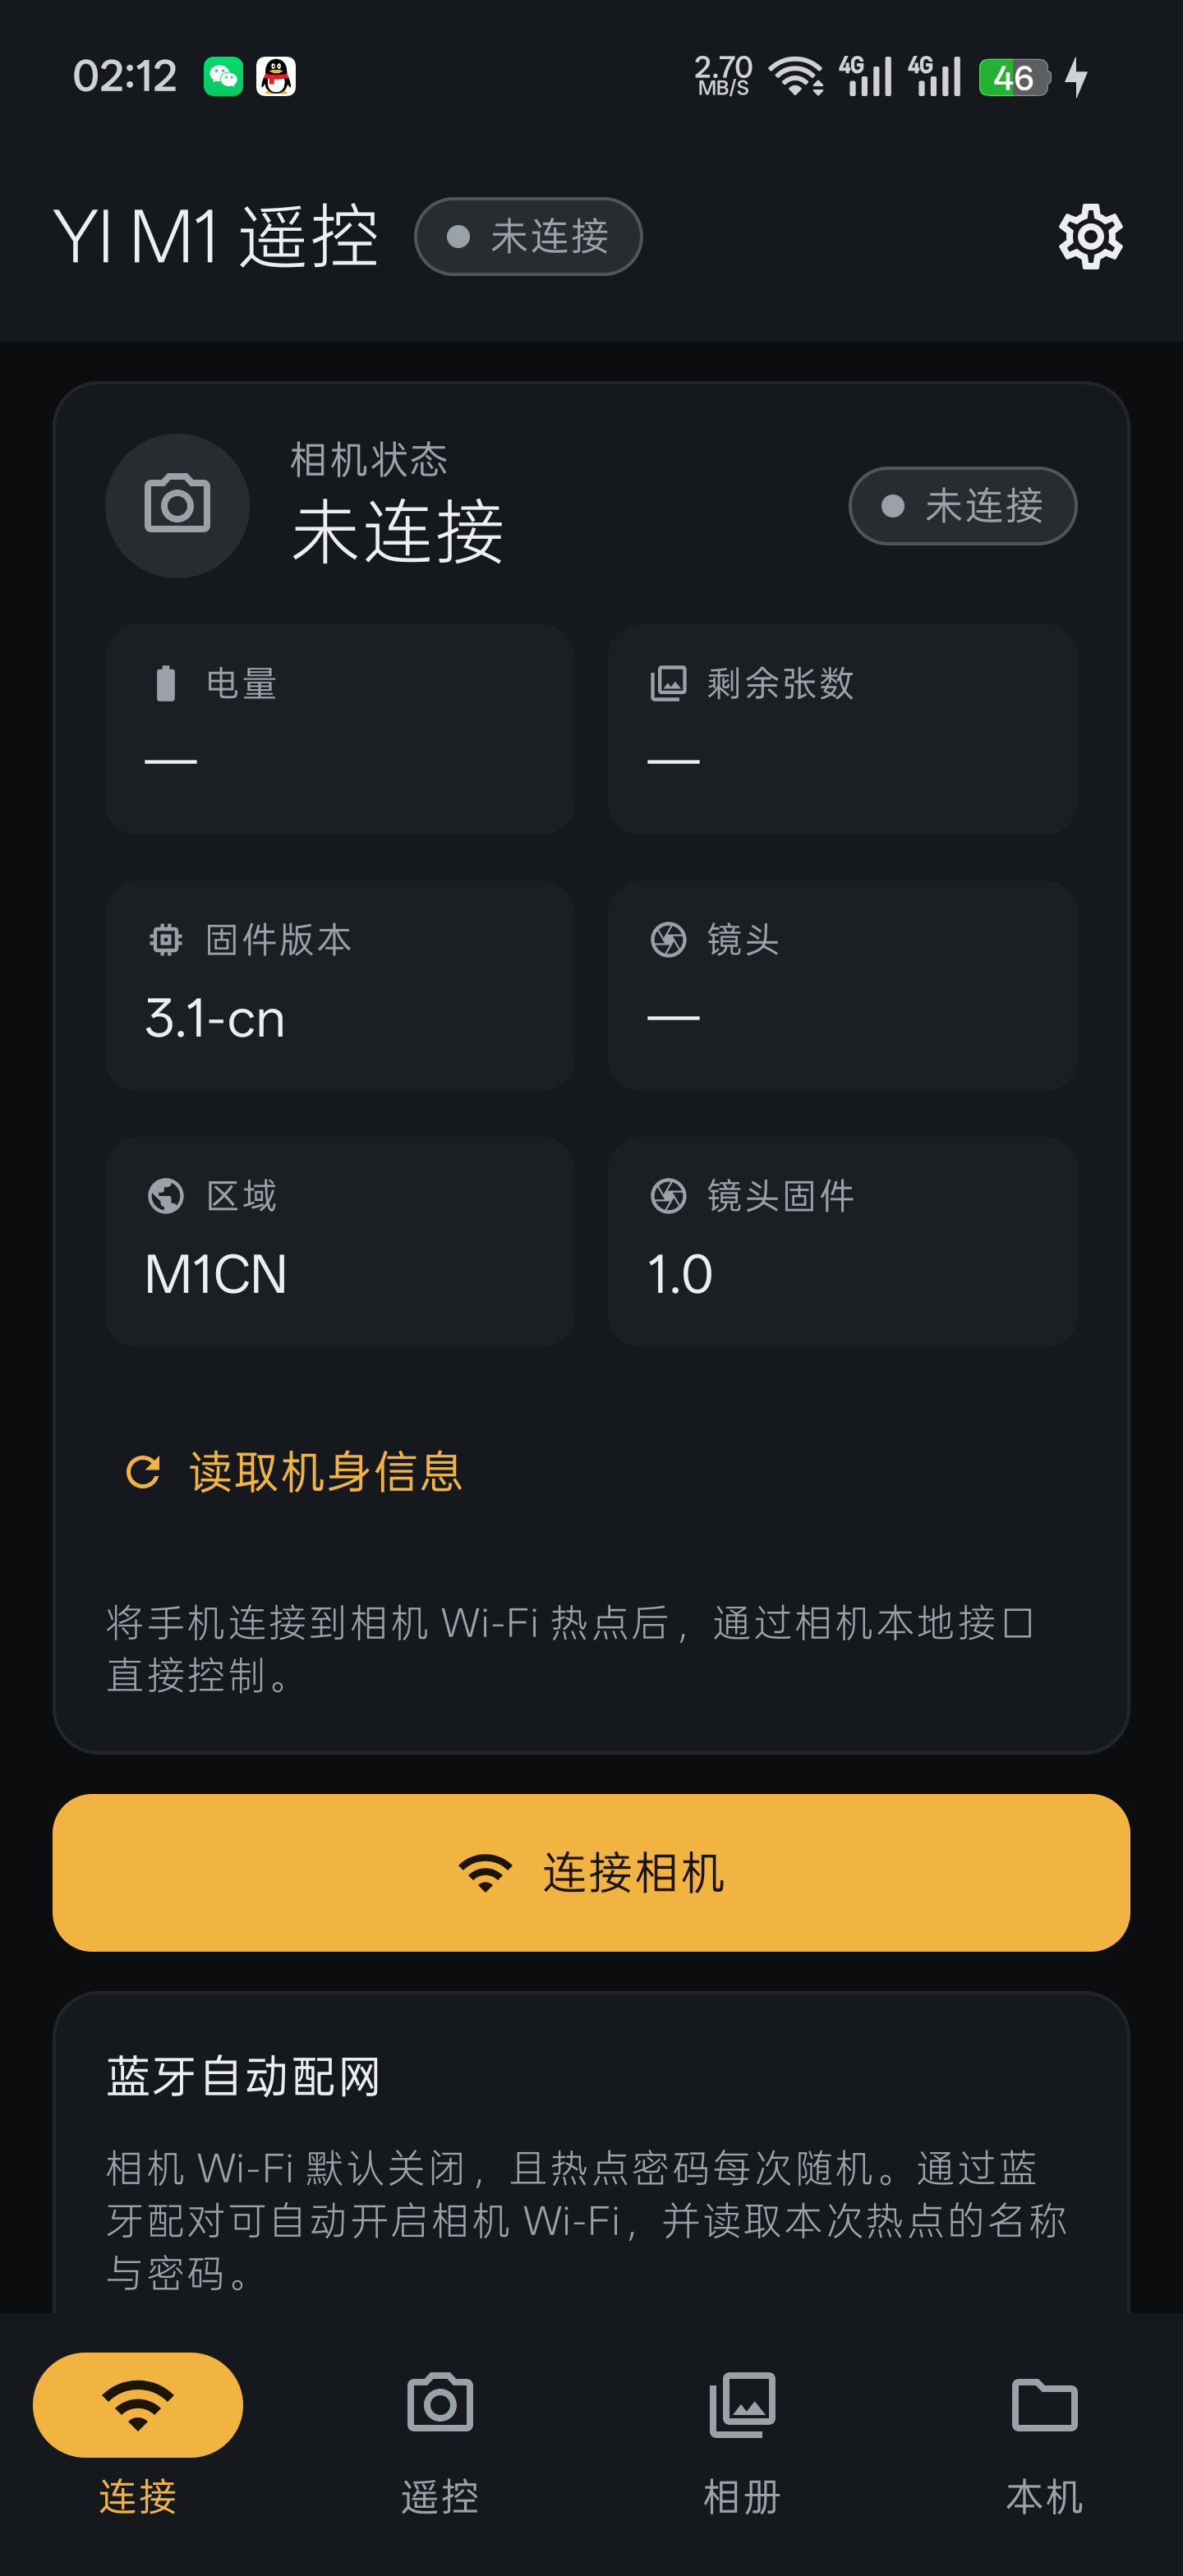 02:12
2.70 MB/S 4G 4G 46
YI M1 遥控 未连接
相机状态
未连接
未连接
电量
—
剩余张数
—
固件版本
3.1-cn
镜头
—
区域
M1CN
镜头固件
1.0
读取机身信息
将手机连接到相机 Wi-Fi 热点后，通过相机本地接口
直接控制。
连接相机
蓝牙自动配网
相机 Wi-Fi 默认关闭，且热点密码每次随机。通过蓝
牙配对可自动开启相机 Wi-Fi，并读取本次热点的名称
与密码。
连接 遥控 相册 本机